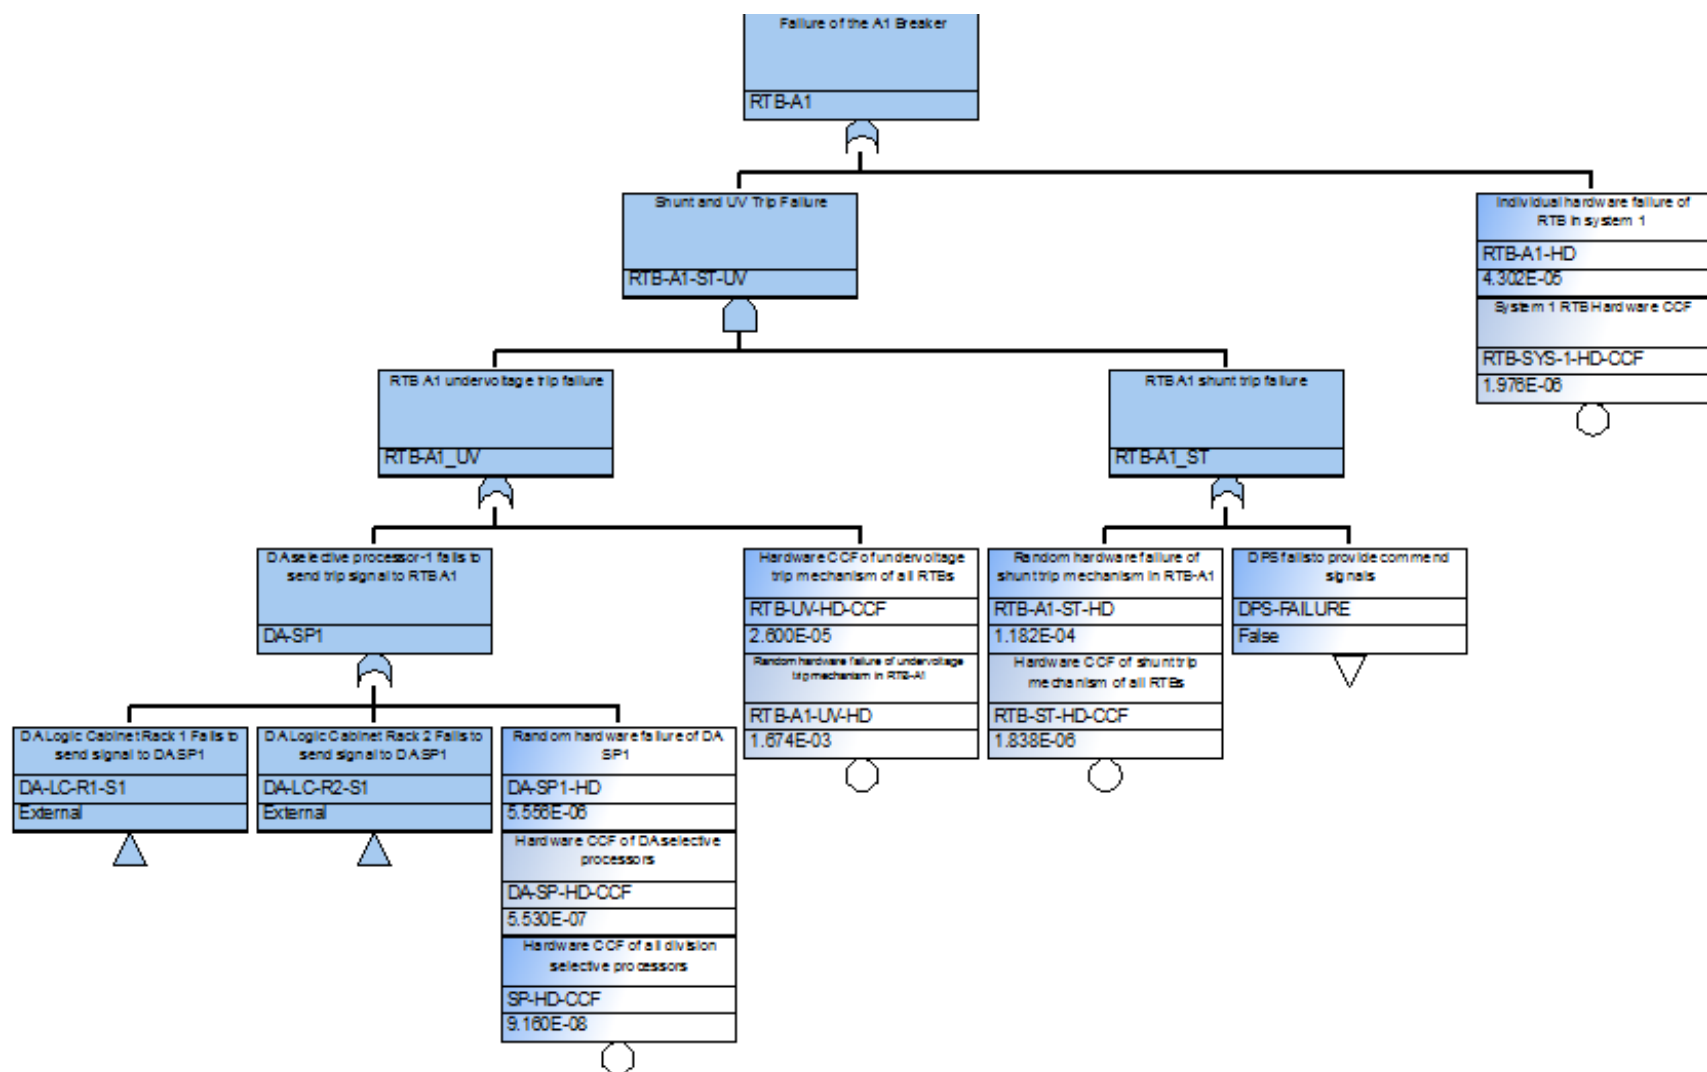 Failure of the A1 Breaker
RTB-A1
Shunt and UV Trip Failure
RTB-A1-ST-UV
Individual hardware failure of
RTB in system 1
RTB-A1-HD
4.302E-05
System 1 RTB Hardware CCF
RTB-SYS-1-HD-CCF
1.976E-06
RTB A1 undervoltage trip failure
RTB-A1_UV
RTB A1 shunt trip failure
RTB-A1_ST
DA selective processor-1 fails to
send trip signal to RTB A1
DA-SP1
Hardware CCF of undervoltage
trip mechanism of all RTBs
RTB-UV-HD-CCF
2.600E-05
Random hardware failure of undervoltage
trip mechanism in RTB-A1
RTB-A1-UV-HD
1.674E-03
Random hardware failure of
shunt trip mechanism in RTB-A1
RTB-A1-ST-HD
1.182E-04
Hardware CCF of shunt trip
mechanism of all RTBs
RTB-ST-HD-CCF
1.838E-06
DPS fails to provide commend
signals
DPS-FAILURE
False
DA Logic Cabinet Rack 1 Fails to
send signal to DA SP1
DA-LC-R1-S1
External
DA Logic Cabinet Rack 2 Fails to
send signal to DA SP1
DA-LC-R2-S1
External
Random hardware failure of DA
SP1
DA-SP1-HD
5.556E-06
Hardware CCF of DA selective
processors
DA-SP-HD-CCF
5.530E-07
Hardware CCF of all division
selective processors
SP-HD-CCF
9.160E-08